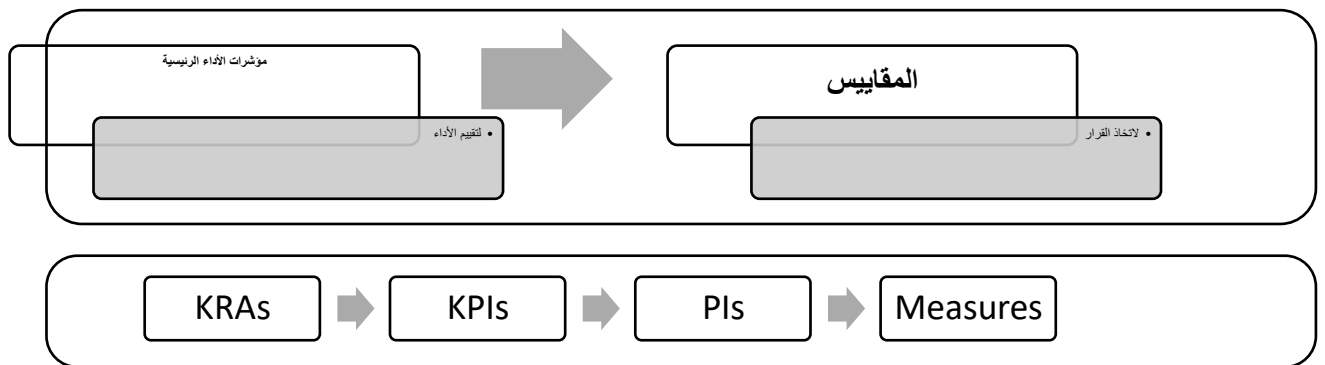 مؤشرات الأداء الرئيسية
• لتقييم الأداء
المقاييس
• لاتخاذ القرار
KRAs
KPIs
PIs
Measures